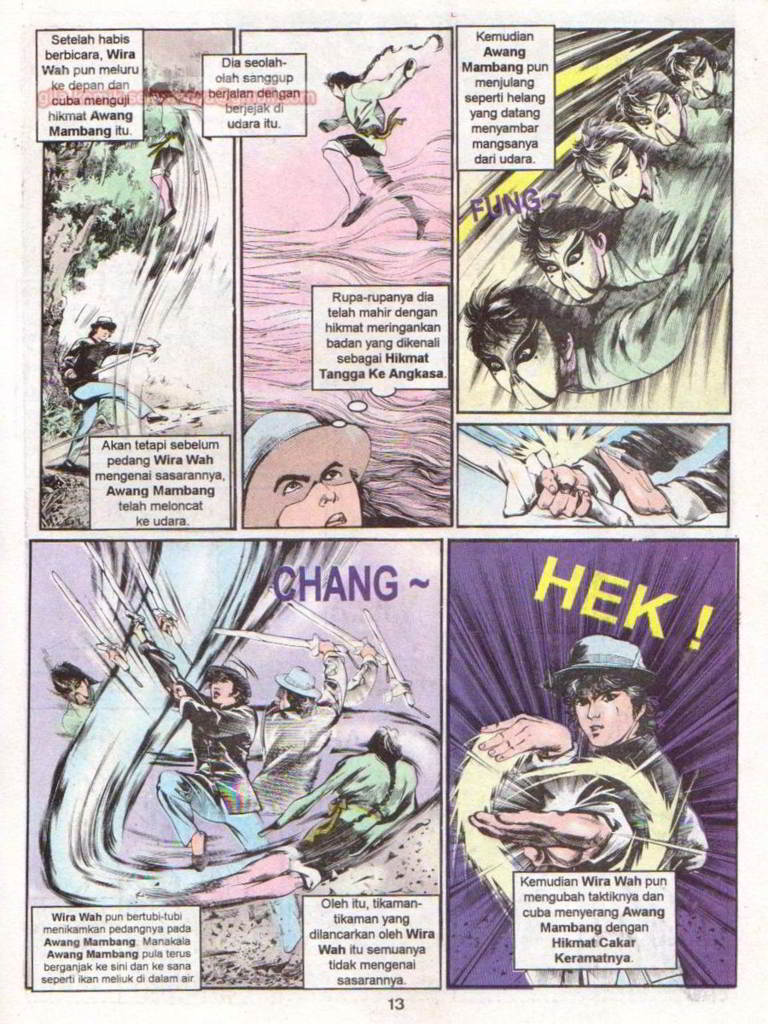 Setelah habis
berbicara, Wira
Wah pun meluru
ke depan dan
cuba menguji
hikmat Awang
Mambang itu.
Akan tetapi sebelum
pedang Wira Wah
mengenai sasarannya,
Awang Mambang
telah meloncat
ke udara.
Dia seolah-
olah sanggup
berjalan dengan
berjejak di
udara itu.
Rupa-rupanya dia
telah mahir dengan
hikmat meringankan
badan yang dikenali
sebagai Hikmat
Tangga Ke Angkasa.
Kemudian
Awang
Mambang pun
menjulang
seperti helang
yang datang
menyambar
mangsanya
dari udara.
FUNG~
CHANG ~
Wira Wah pun bertubi-tubi
menikamkan pedangnya pada
Awang Mambang. Manakala
Awang Mambang pula terus
berganjak ke sini dan ke sana
seperti ikan meliuk di dalam air
Oleh itu, tikaman-
tikaman yang
dilancarkan oleh Wira
Wah itu semuanya
tidak mengenai
sasarannya.
HEK !
Kemudian Wira Wah pun
mengubah taktiknya dan
cuba menyerang Awang
Mambang dengan
Hikmat Cakar
Keramatnya.
13